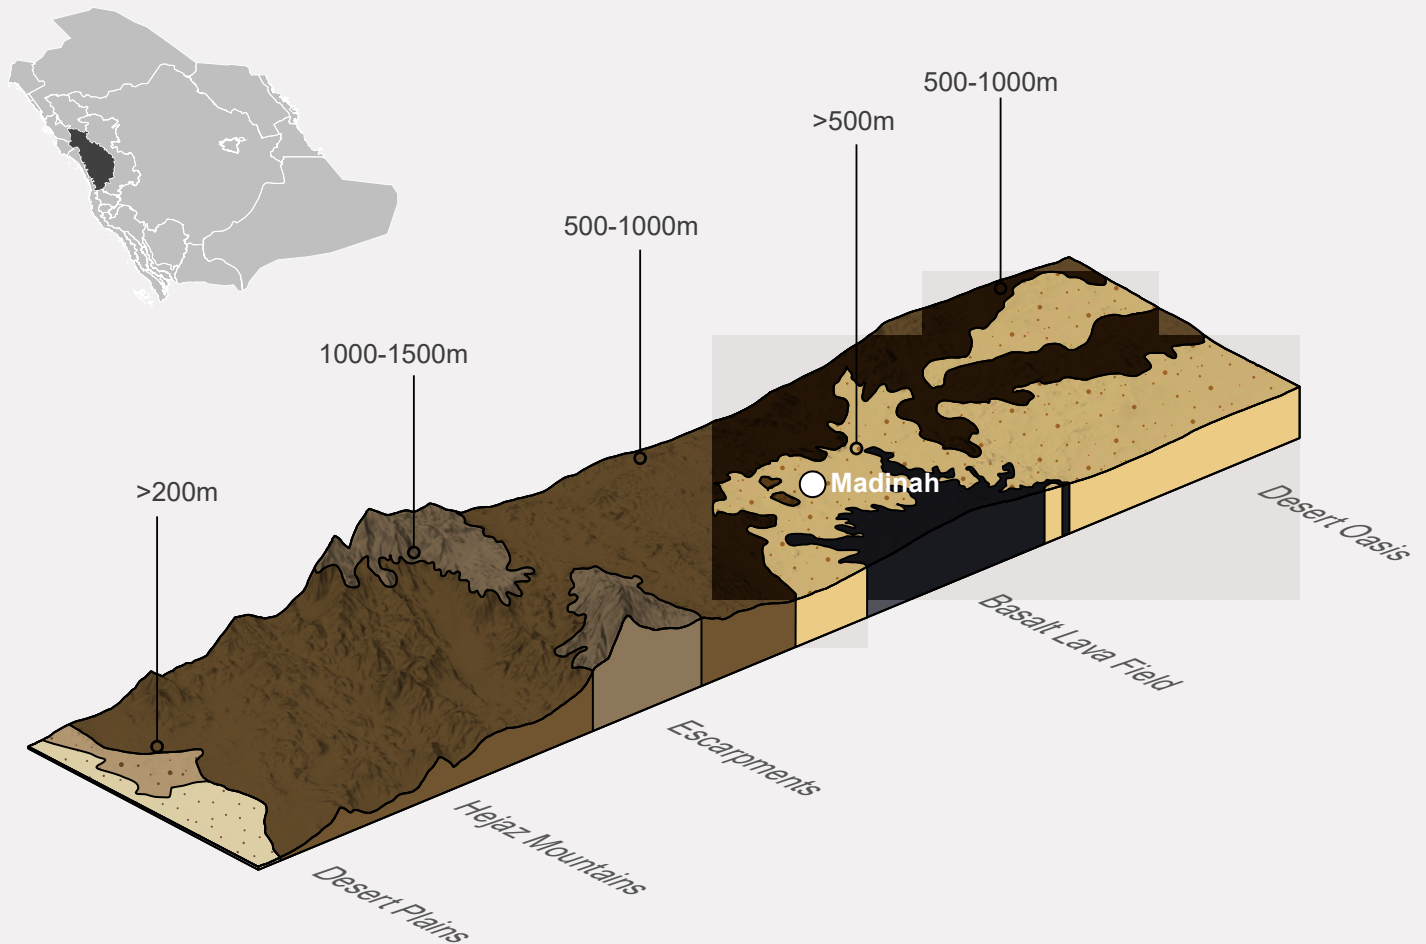 500-1000m
>500m
500-1000m
1000-1500m
>200m
Madinah
Desert Oasis
Basalt Lava Field
Escarpments
Hejaz Mountains
Desert Plains